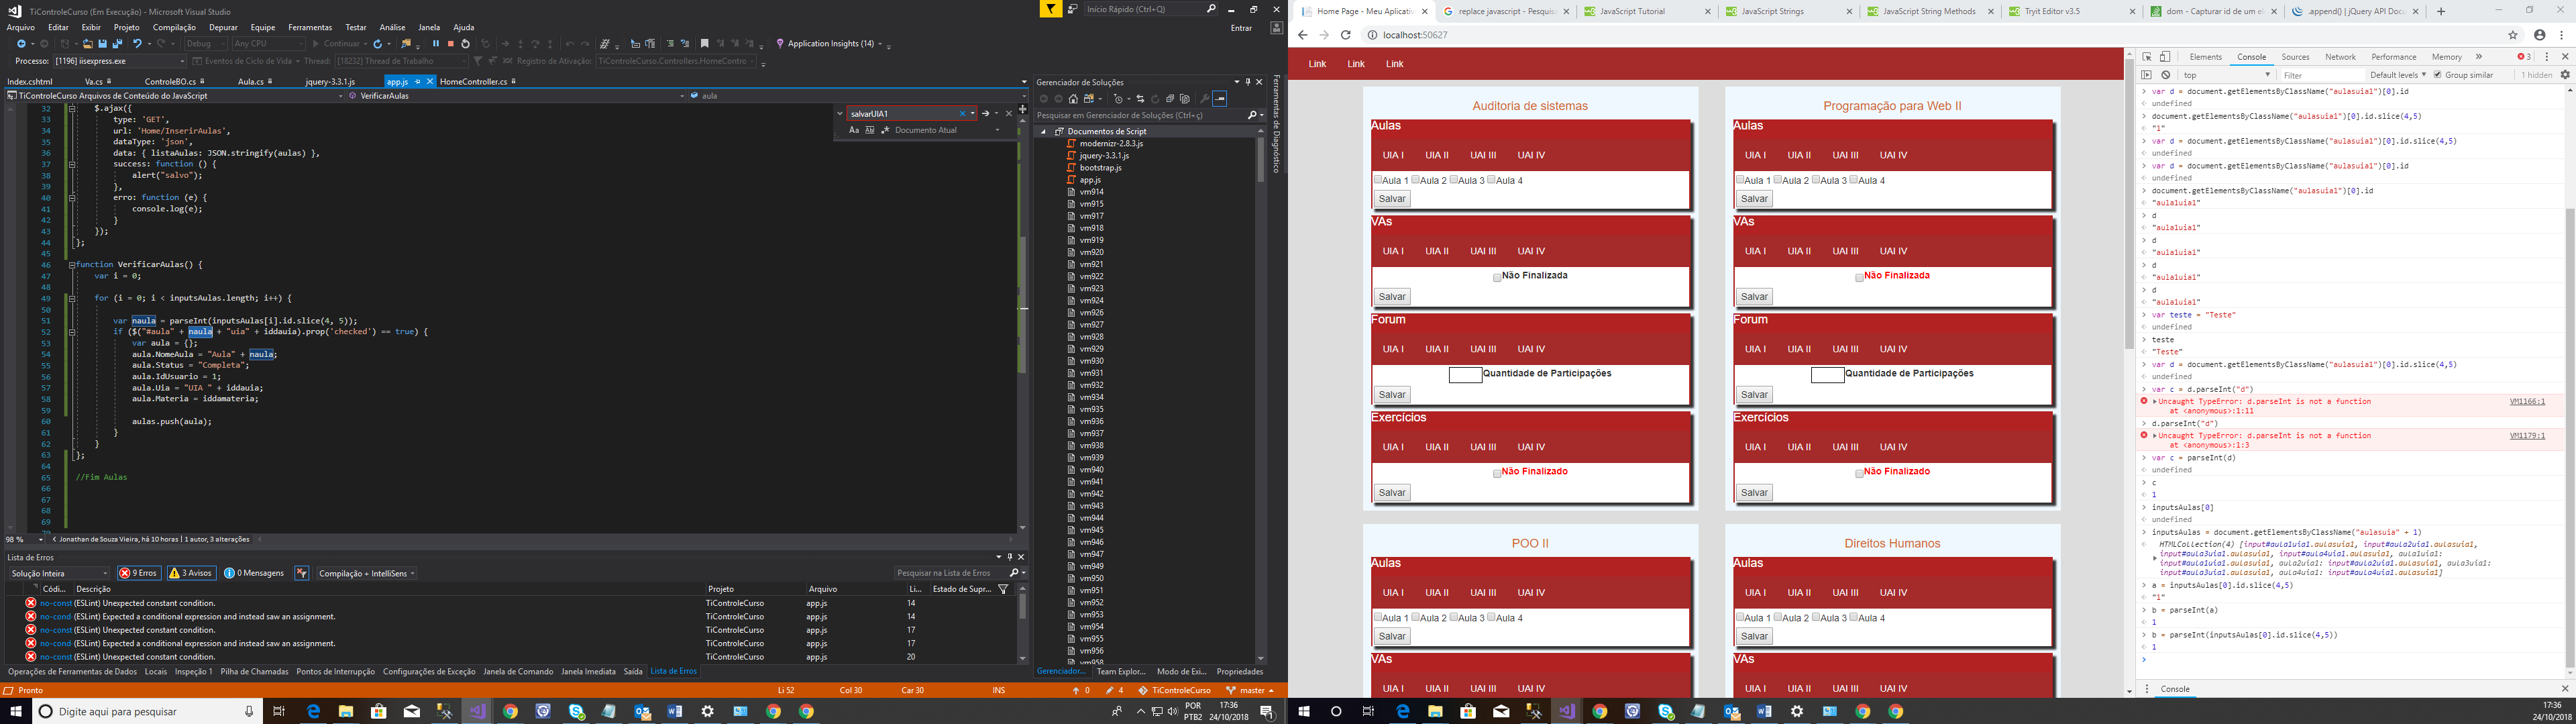 TiControleCurso (Em Execução) - Microsoft Visual Studio
Início Rápido (Ctrl+Q)
Arquivo Editar Exibir Projeto Compilação Depurar Equipe Ferramentas Testar Análise Janela Ajuda
Entrar
Debug Any CPU Continuar Application Insights (14)
Processo: [1196] iisexpress.exe Eventos de Ciclo de Vida Thread: [18232] Thread de Trabalho Registro de Ativação: TiControleCurso.Controllers.HomeContro
Index.cshtml Va.cs ControleBO.cs Aula.cs jquery-3.3.1.js app.js HomeController.cs
TiControleCurso Arquivos de Conteúdo do JavaScript VerificarAulas aula
salvarUIA1
Aa Documento Atual
32 $.ajax({
33 type: 'GET',
34 url: 'Home/InserirAulas',
35 dataType: 'json',
36 data: { listaAulas: JSON.stringify(aulas) },
37 success: function () {
38 alert("salvo");
39 },
40 erro: function (e) {
41 console.log(e);
42 }
43 });
44 };
45
46 function VerificarAulas() {
47 var i = 0;
48
49 for (i = 0; i < inputsAulas.length; i++) {
50
51 var naula = parseInt(inputsAulas[i].id.slice(4, 5));
52 if ($("#aula" + naula + "uia" + iddauia).prop('checked') == true) {
53 var aula = {};
54 aula.NomeAula = "Aula" + naula;
55 aula.Status = "Completa";
56 aula.IdUsuario = 1;
57 aula.Uia = "UIA " + iddauia;
58 aula.Materia = iddamateria;
59
60 aulas.push(aula);
61 }
62 }
63 };
64
65 //Fim Aulas
66
67
68
69
98 % Jonathan de Souza Vieira, há 10 horas | 1 autor, 3 alterações
Gerenciador de Soluções
Pesquisar em Gerenciador de Soluções (Ctrl+ç)
Documentos de Script
modernizr-2.8.3.js
jquery-3.3.1.js
bootstrap.js
app.js
vm914
vm915
vm917
vm918
vm919
vm920
vm921
vm922
vm923
vm924
vm926
vm927
vm928
vm929
vm930
vm931
vm932
vm934
vm935
vm936
vm937
vm938
vm939
vm940
vm941
vm942
vm943
vm944
vm945
vm946
vm947
vm949
vm950
vm951
vm952
vm953
vm954
vm955
vm956
vm958
Ferramentas de Diagnóstico
Gerenciador... Team Explor... Modo de Exi... Propriedades
Lista de Erros
Solução Inteira 9 Erros 3 Avisos 0 Mensagens Compilação + IntelliSens Pesquisar na Lista de Erros
Códi... Descrição Projeto Arquivo Li... Estado de Supr...
no-const (ESLint) Unexpected constant condition. TiControleCurso app.js 14
no-cond (ESLint) Expected a conditional expression and instead saw an assignment. TiControleCurso app.js 14
no-const (ESLint) Unexpected constant condition. TiControleCurso app.js 17
no-cond (ESLint) Expected a conditional expression and instead saw an assignment. TiControleCurso app.js 17
no-const (ESLint) Unexpected constant condition. TiControleCurso app.js 20
Operações de Ferramentas de Dados Locais Inspeção 1 Pilha de Chamadas Pontos de Interrupção Configurações de Exceção Janela de Comando Janela Imediata Saída Lista de Erros
Pronto Li 52 Col 30 Car 30 INS 0 4 TiControleCurso master
Digite aqui para pesquisar
POR
PTB2
17:36
24/10/2018
Home Page - Meu Aplicativ replace javascript - Pesquis JavaScript Tutorial JavaScript Strings JavaScript String Methods Tryit Editor v3.5 dom - Capturar id de um el .append() | jQuery API Docu
localhost:50627
Link Link Link
Auditoria de sistemas
Aulas
UIA I UIA II UAI III UAI IV
Aula 1 Aula 2 Aula 3 Aula 4
Salvar
VAs
UIA I UIA II UAI III UAI IV
Não Finalizada
Salvar
Forum
UIA I UIA II UAI III UAI IV
Quantidade de Participações
Salvar
Exercícios
UIA I UIA II UAI III UAI IV
Não Finalizado
Salvar
Programação para Web II
Aulas
UIA I UIA II UAI III UAI IV
Aula 1 Aula 2 Aula 3 Aula 4
Salvar
VAs
UIA I UIA II UAI III UAI IV
Não Finalizada
Salvar
Forum
UIA I UIA II UAI III UAI IV
Quantidade de Participações
Salvar
Exercícios
UIA I UIA II UAI III UAI IV
Não Finalizado
Salvar
POO II
Aulas
UIA I UIA II UAI III UAI IV
Aula 1 Aula 2 Aula 3 Aula 4
Salvar
VAs
UIA I UIA II UAI III UAI IV
Direitos Humanos
Aulas
UIA I UIA II UAI III UAI IV
Aula 1 Aula 2 Aula 3 Aula 4
Salvar
VAs
UIA I UIA II UAI III UAI IV
Elements Console Sources Network Performance Memory 3
top Filter Default levels Group similar 1 hidden
var d = document.getElementsByClassName("aulasuia1")[0].id
undefined
document.getElementsByClassName("aulasuia1")[0].id.slice(4,5)
"1"
var d = document.getElementsByClassName("aulasuia1")[0].id.slice(4,5)
undefined
var d = document.getElementsByClassName("aulasuia1")[0].id
undefined
document.getElementsByClassName("aulasuia1")[0].id
"aula1uia1"
d
"aula1uia1"
d
"aula1uia1"
d
"aula1uia1"
d
"aula1uia1"
var teste = "Teste"
undefined
teste
"Teste"
var d = document.getElementsByClassName("aulasuia1")[0].id.slice(4,5)
undefined
var c = d.parseInt("d")
Uncaught TypeError: d.parseInt is not a function VM1166:1
at <anonymous>:1:11
d.parseInt("d")
Uncaught TypeError: d.parseInt is not a function VM1179:1
at <anonymous>:1:3
var c = parseInt(d)
undefined
c
1
inputsAulas[0]
undefined
inputsAulas = document.getElementsByClassName("aulasuia" + 1)
HTMLCollection(4) [input#aula1uia1.aulasuia1, input#aula2uia1.aulasuia1,
input#aula3uia1.aulasuia1, input#aula4uia1.aulasuia1, aula1uia1:
input#aula1uia1.aulasuia1, aula2uia1: input#aula2uia1.aulasuia1, aula3uia1:
input#aula3uia1.aulasuia1, aula4uia1: input#aula4uia1.aulasuia1]
a = inputsAulas[0].id.slice(4,5)
"1"
b = parseInt(a)
1
b = parseInt(inputsAulas[0].id.slice(4,5))
1
Console
17:36
24/10/2018